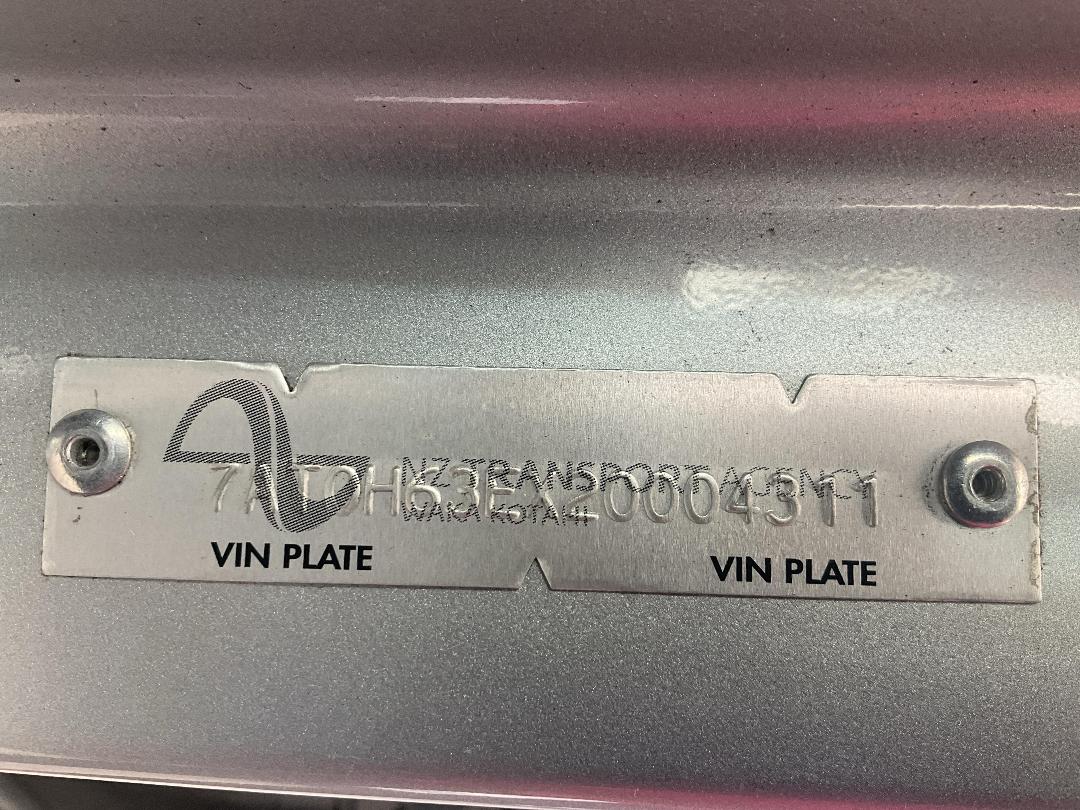 NZ TRANSPORT AGENCY
7AT0H63EX20004311
WAKA KOTAHI
VIN PLATE VIN PLATE